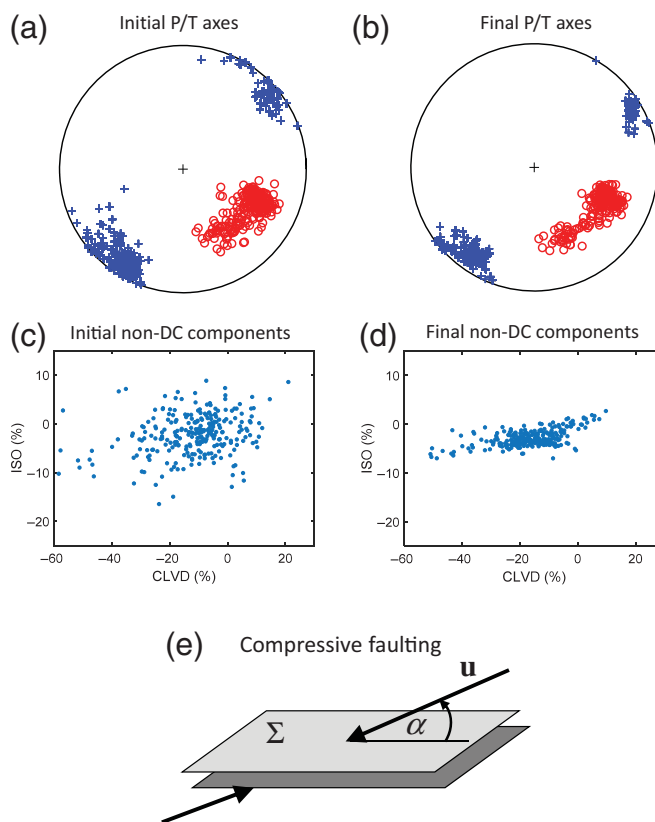 (a) Initial P/T axes
(b) Final P/T axes
(c) Initial non-DC components
10
0
–10
–20
ISO (%)
–60 –40 –20 0 20
CLVD (%)
(d) Final non-DC components
10
0
–10
–20
ISO (%)
–60 –40 –20 0 20
CLVD (%)
(e) Compressive faulting
u
Σ
α